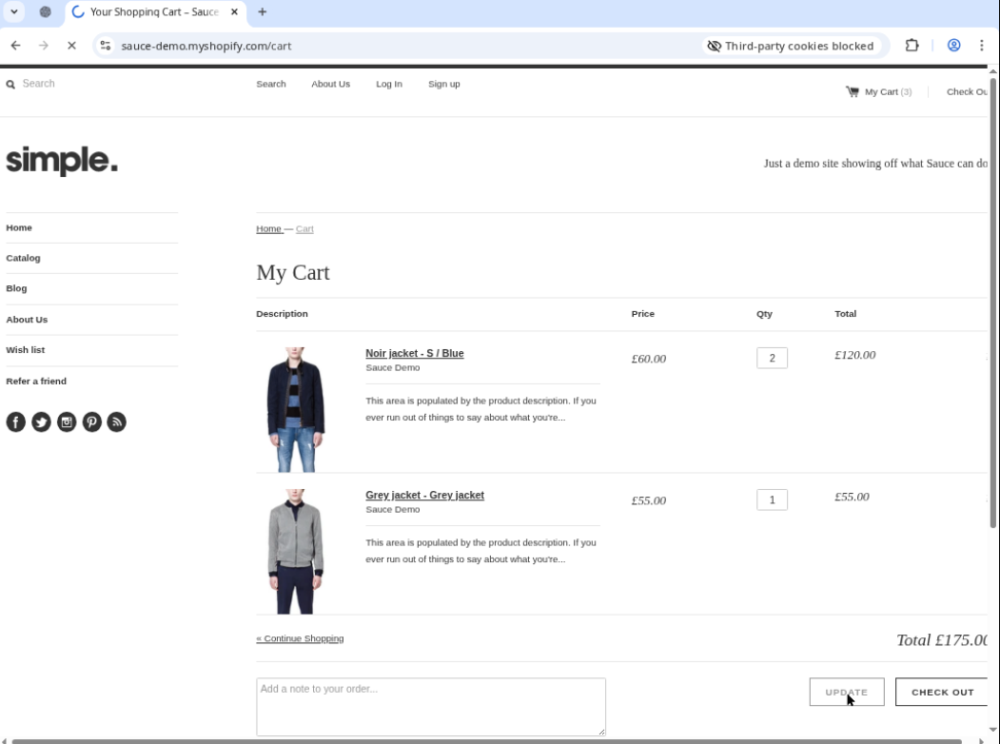 Your Shopping Cart – Sauce
sauce-demo.myshopify.com/cart
Third-party cookies blocked
Search
Search About Us Log In Sign up
My Cart (3)
Check Ou
simple.
Just a demo site showing off what Sauce can do
Home
Catalog
Blog
About Us
Wish list
Refer a friend
Home — Cart
My Cart
Description Price Qty Total
Noir jacket - S / Blue
Sauce Demo
This area is populated by the product description. If you
ever run out of things to say about what you're...
£60.00
2
£120.00
Grey jacket - Grey jacket
Sauce Demo
This area is populated by the product description. If you
ever run out of things to say about what you're...
£55.00
1
£55.00
« Continue Shopping
Total £175.00
Add a note to your order...
UPDATE
CHECK OUT